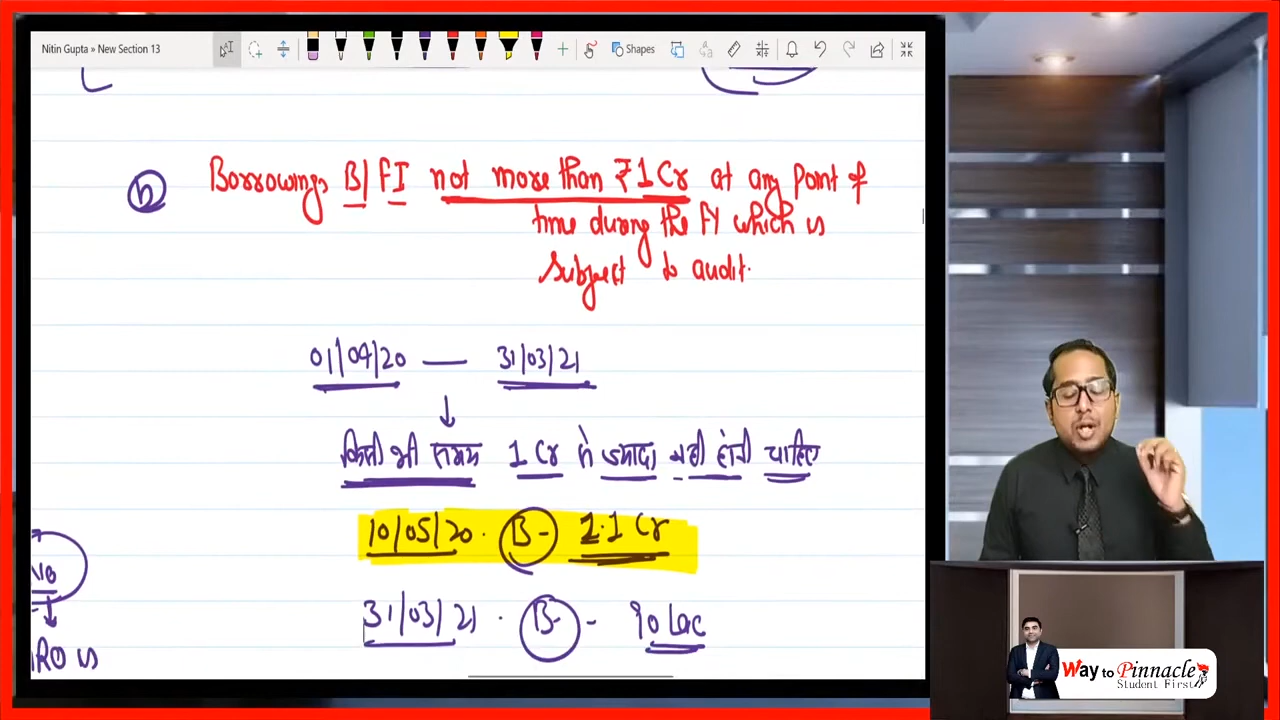 Nitin Gupta » New Section 13
Shapes
(b) Borrowings B/FI not more than ₹1 Cr at any point of
time during the FY which is
subject to audit.
01/04/20 — 31/03/21
किसी भी समय 1 Cr से ज्यादा नही होनी चाहिए
10/05/20 · B - 1.1 Cr
31/03/21 · B - 90 lac
Way to Pinnacle
Student First